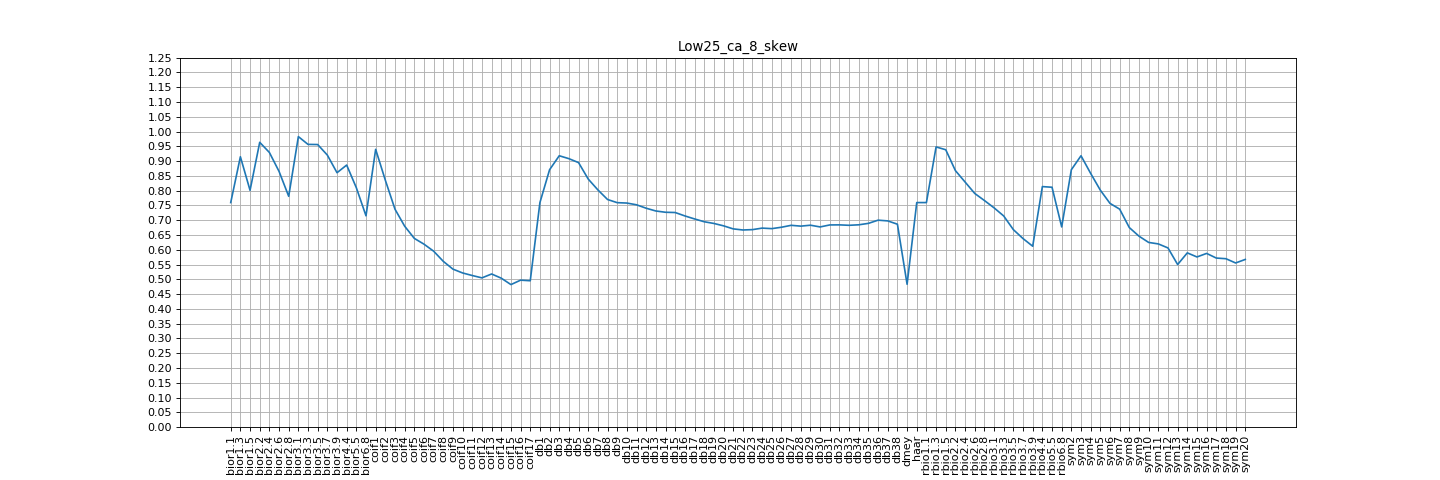 Low25_ca_8_skew
1.25
1.20
1.15
1.10
1.05
1.00
0.95
0.90
0.85
0.80
0.75
0.70
0.65
0.60
0.55
0.50
0.45
0.40
0.35
0.30
0.25
0.20
0.15
0.10
0.05
0.00
bior1.1
bior1.3
bior1.5
bior2.2
bior2.4
bior2.6
bior2.8
bior3.1
bior3.3
bior3.5
bior3.7
bior3.9
bior4.4
bior5.5
bior6.8
coif1
coif2
coif3
coif4
coif5
coif6
coif7
coif8
coif9
coif10
coif11
coif12
coif13
coif14
coif15
coif16
coif17
db1
db2
db3
db4
db5
db6
db7
db8
db9
db10
db11
db12
db13
db14
db15
db16
db17
db18
db19
db20
db21
db22
db23
db24
db25
db26
db27
db28
db29
db30
db31
db32
db33
db34
db35
db36
db37
db38
dmey
haar
rbio1.1
rbio1.3
rbio1.5
rbio2.2
rbio2.4
rbio2.6
rbio2.8
rbio3.1
rbio3.3
rbio3.5
rbio3.7
rbio3.9
rbio4.4
rbio5.5
rbio6.8
sym2
sym3
sym4
sym5
sym6
sym7
sym8
sym9
sym10
sym11
sym12
sym13
sym14
sym15
sym16
sym17
sym18
sym19
sym20